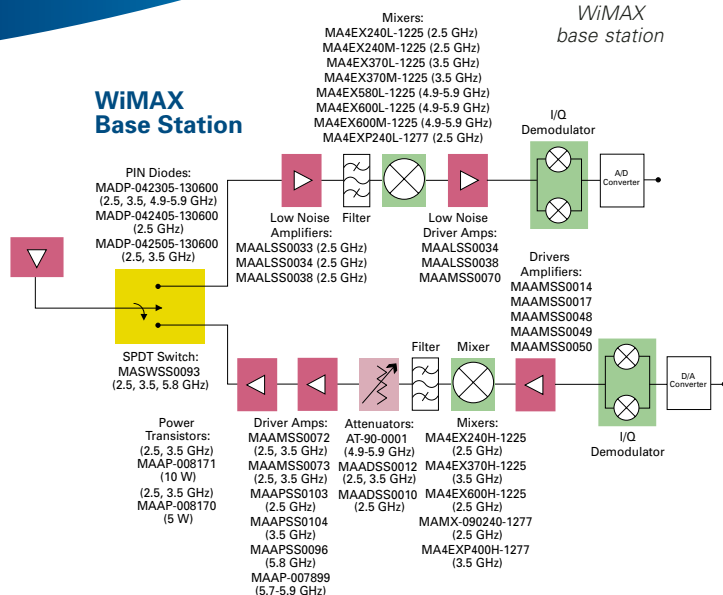 WiMAX
base station
WiMAX
Base Station
Mixers:
MA4EX240L-1225 (2.5 GHz)
MA4EX240M-1225 (2.5 GHz)
MA4EX370L-1225 (3.5 GHz)
MA4EX370M-1225 (3.5 GHz)
MA4EX580L-1225 (4.9-5.9 GHz)
MA4EX600L-1225 (4.9-5.9 GHz)
MA4EX600M-1225 (4.9-5.9 GHz)
MA4EXP240L-1277 (2.5 GHz)
I/Q
Demodulator
A/D
Converter
PIN Diodes:
MADP-042305-130600
(2.5, 3.5, 4.9-5.9 GHz)
MADP-042405-130600
(2.5 GHz)
MADP-042505-130600
(2.5, 3.5 GHz)
Low Noise
Amplifiers:
MAALSS0033 (2.5 GHz)
MAALSS0034 (2.5 GHz)
MAALSS0038 (2.5 GHz)
Filter
Low Noise
Driver Amps:
MAALSS0034
MAALSS0038
MAAMSS0070
Drivers
Amplifiers:
MAAMSS0014
MAAMSS0017
MAAMSS0048
MAAMSS0049
MAAMSS0050
SPDT Switch:
MASWSS0093
(2.5, 3.5, 5.8 GHz)
Filter
Mixer
D/A
Converter
I/Q
Demodulator
Power
Transistors:
(2.5, 3.5 GHz)
MAAP-008171
(10 W)
(2.5, 3.5 GHz)
MAAP-008170
(5 W)
Driver Amps:
MAAMSS0072
(2.5, 3.5 GHz)
MAAMSS0073
(2.5, 3.5 GHz)
MAAPSS0103
(2.5 GHz)
MAAPSS0104
(3.5 GHz)
MAAPSS0096
(5.8 GHz)
MAAP-007899
(5.7-5.9 GHz)
Attenuators:
AT-90-0001
(4.9-5.9 GHz)
MAADSS0012
(2.5, 3.5 GHz)
MAADSS0010
(2.5 GHz)
Mixers:
MA4EX240H-1225
(2.5 GHz)
MA4EX370H-1225
(3.5 GHz)
MA4EX600H-1225
(2.5 GHz)
MAMX-090240-1277
(2.5 GHz)
MA4EXP400H-1277
(3.5 GHz)